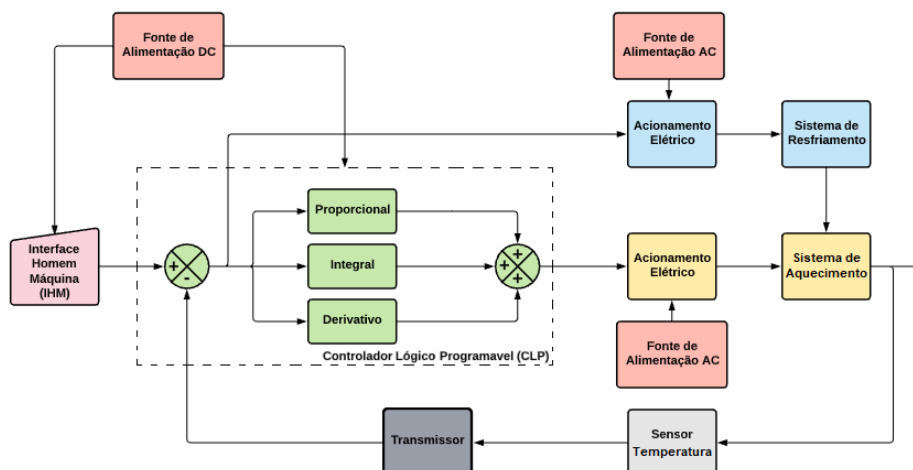 Fonte de
Alimentação DC
Fonte de
Alimentação AC
Acionamento
Elétrico
Sistema de
Resfriamento
Proporcional
Interface
Homem
Máquina
(IHM)
+
-
Integral
+
+
+
Acionamento
Elétrico
Sistema de
Aquecimento
Derivativo
Controlador Lógico Programavel (CLP)
Fonte de
Alimentação AC
Transmissor
Sensor
Temperatura